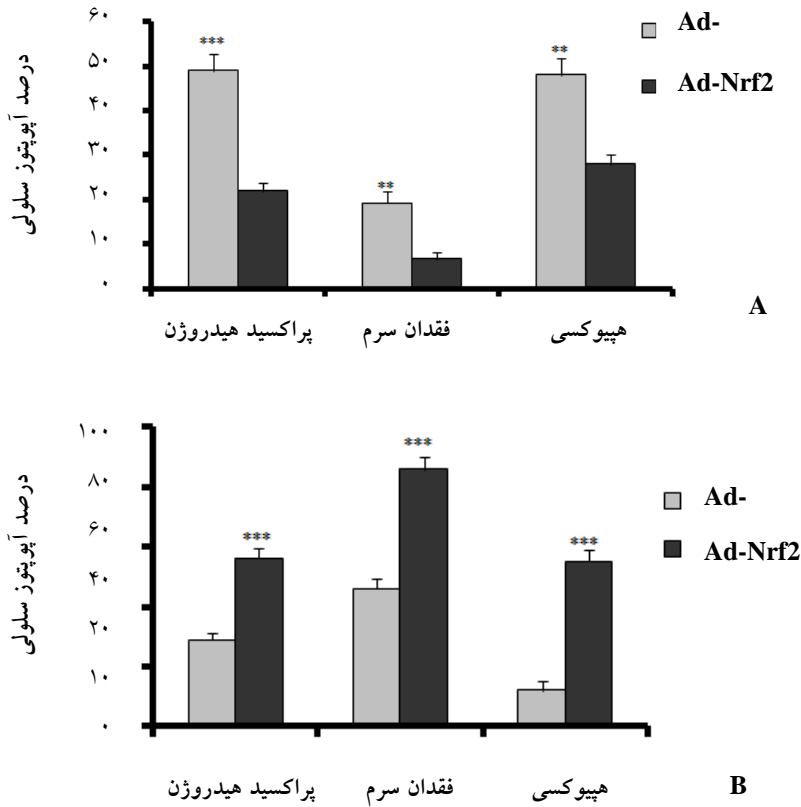 ۶۰
۵۰
۴۰
۳۰
۲۰
۱۰
۰
درصد آپوپتوز سلولی
***
**
**
Ad-
Ad-Nrf2
پراکسید هیدروژن
فقدان سرم
هیپوکسی
A
۱۰۰
۸۰
۶۰
۴۰
۲۰
۱۰
۰
درصد آپوپتوز سلولی
***
***
***
Ad-
Ad-Nrf2
پراکسید هیدروژن
فقدان سرم
هیپوکسی
B